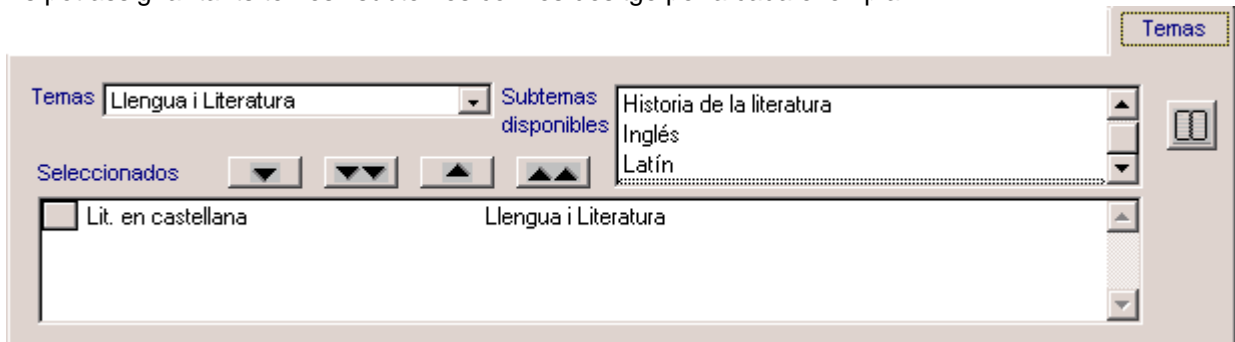 Temas
Temas Llengua i Literatura Subtemas disponibles
Historia de la literatura
Inglés
Latín
Seleccionados
Lit. en castellana Llengua i Literatura